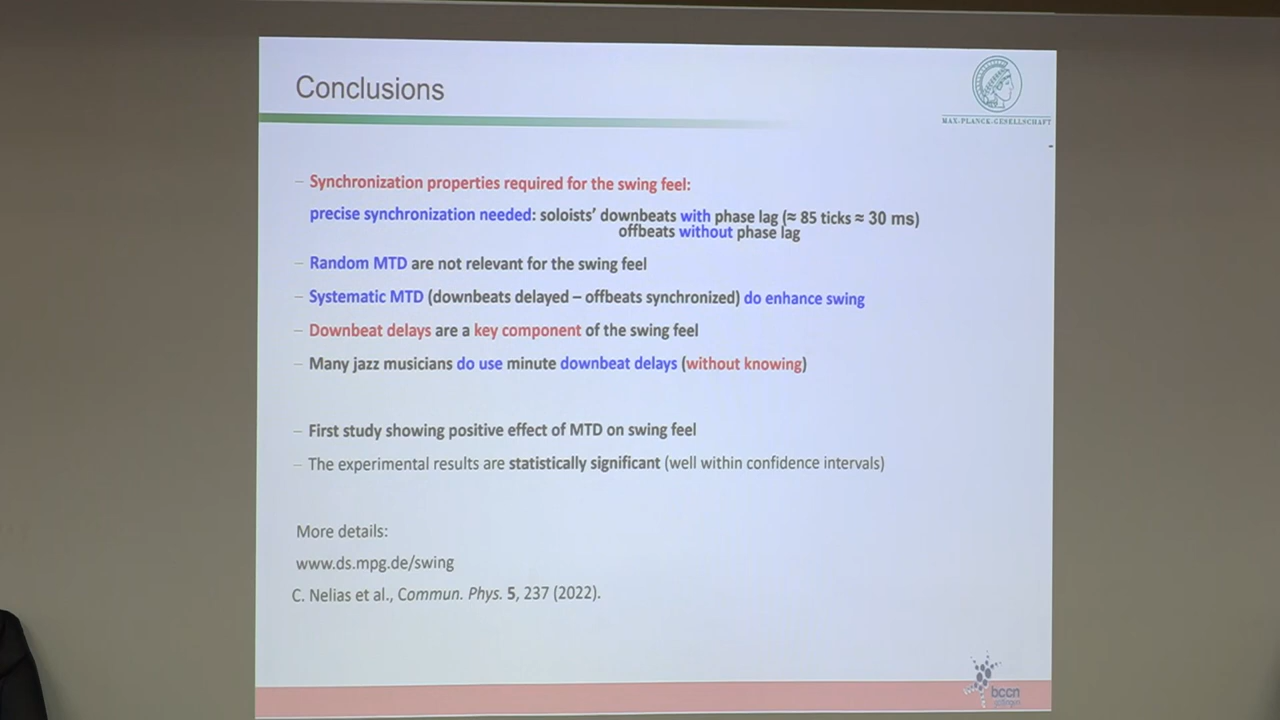 Conclusions
MAX-PLANCK-GESELLSCHAFT
– Synchronization properties required for the swing feel:
precise synchronization needed: soloists' downbeats with phase lag (≈ 85 ticks ≈ 30 ms)
offbeats without phase lag
– Random MTD are not relevant for the swing feel
– Systematic MTD (downbeats delayed – offbeats synchronized) do enhance swing
– Downbeat delays are a key component of the swing feel
– Many jazz musicians do use minute downbeat delays (without knowing)
– First study showing positive effect of MTD on swing feel
– The experimental results are statistically significant (well within confidence intervals)
More details:
www.ds.mpg.de/swing
C. Nelias et al., Commun. Phys. 5, 237 (2022).
bccn
göttingen